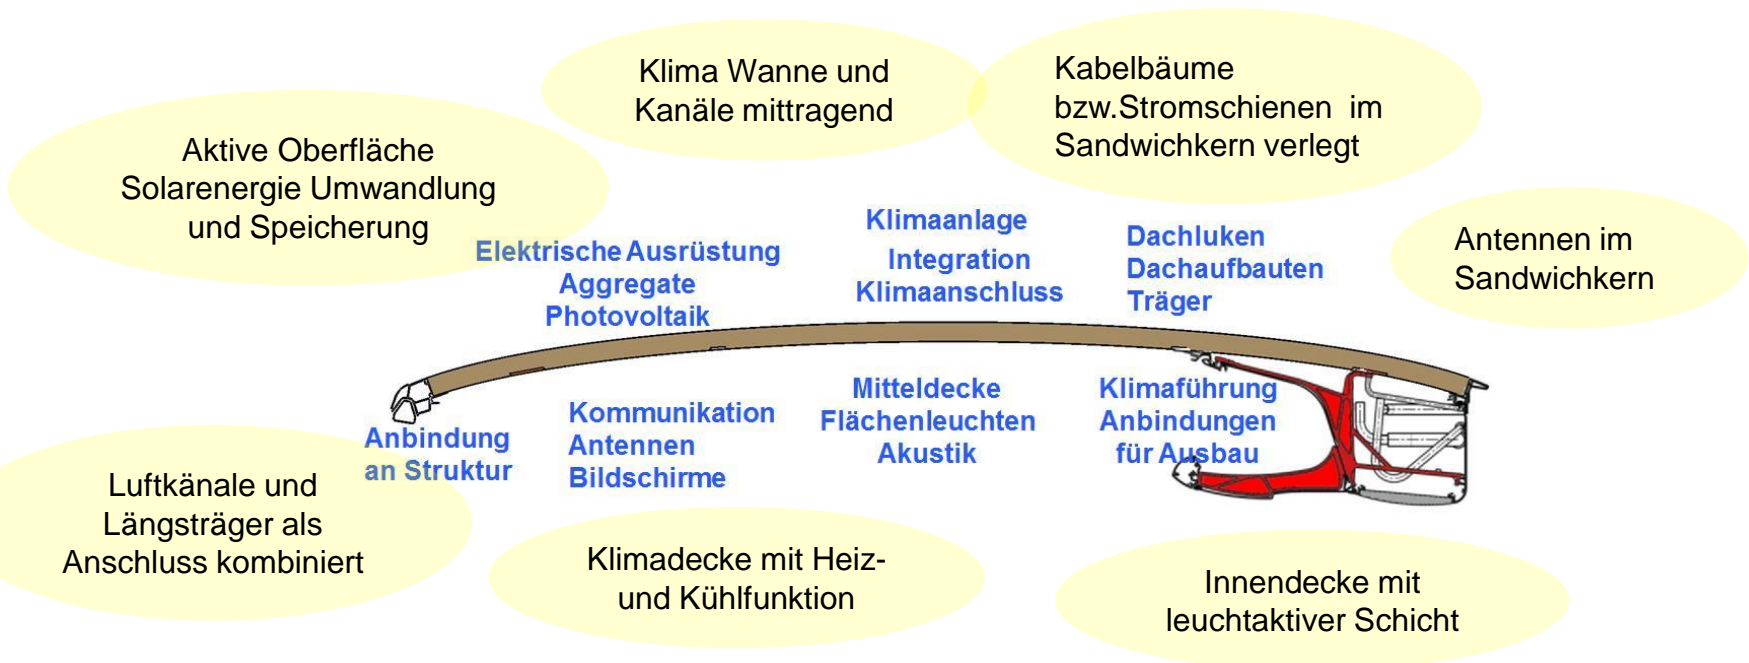 Klima Wanne und
Kanäle mittragend
Kabelbäume
bzw.Stromschienen im
Sandwichkern verlegt
Aktive Oberfläche
Solarenergie Umwandlung
und Speicherung
Antennen im
Sandwichkern
Elektrische Ausrüstung
Aggregate
Photovoltaik
Klimaanlage
Integration
Klimaanschluss
Dachluken
Dachaufbauten
Träger
Anbindung
an Struktur
Kommunikation
Antennen
Bildschirme
Mitteldecke
Flächenleuchten
Akustik
Klimaführung
Anbindungen
für Ausbau
Luftkänale und
Längsträger als
Anschluss kombiniert
Klimadecke mit Heiz-
und Kühlfunktion
Innendecke mit
leuchtaktiver Schicht